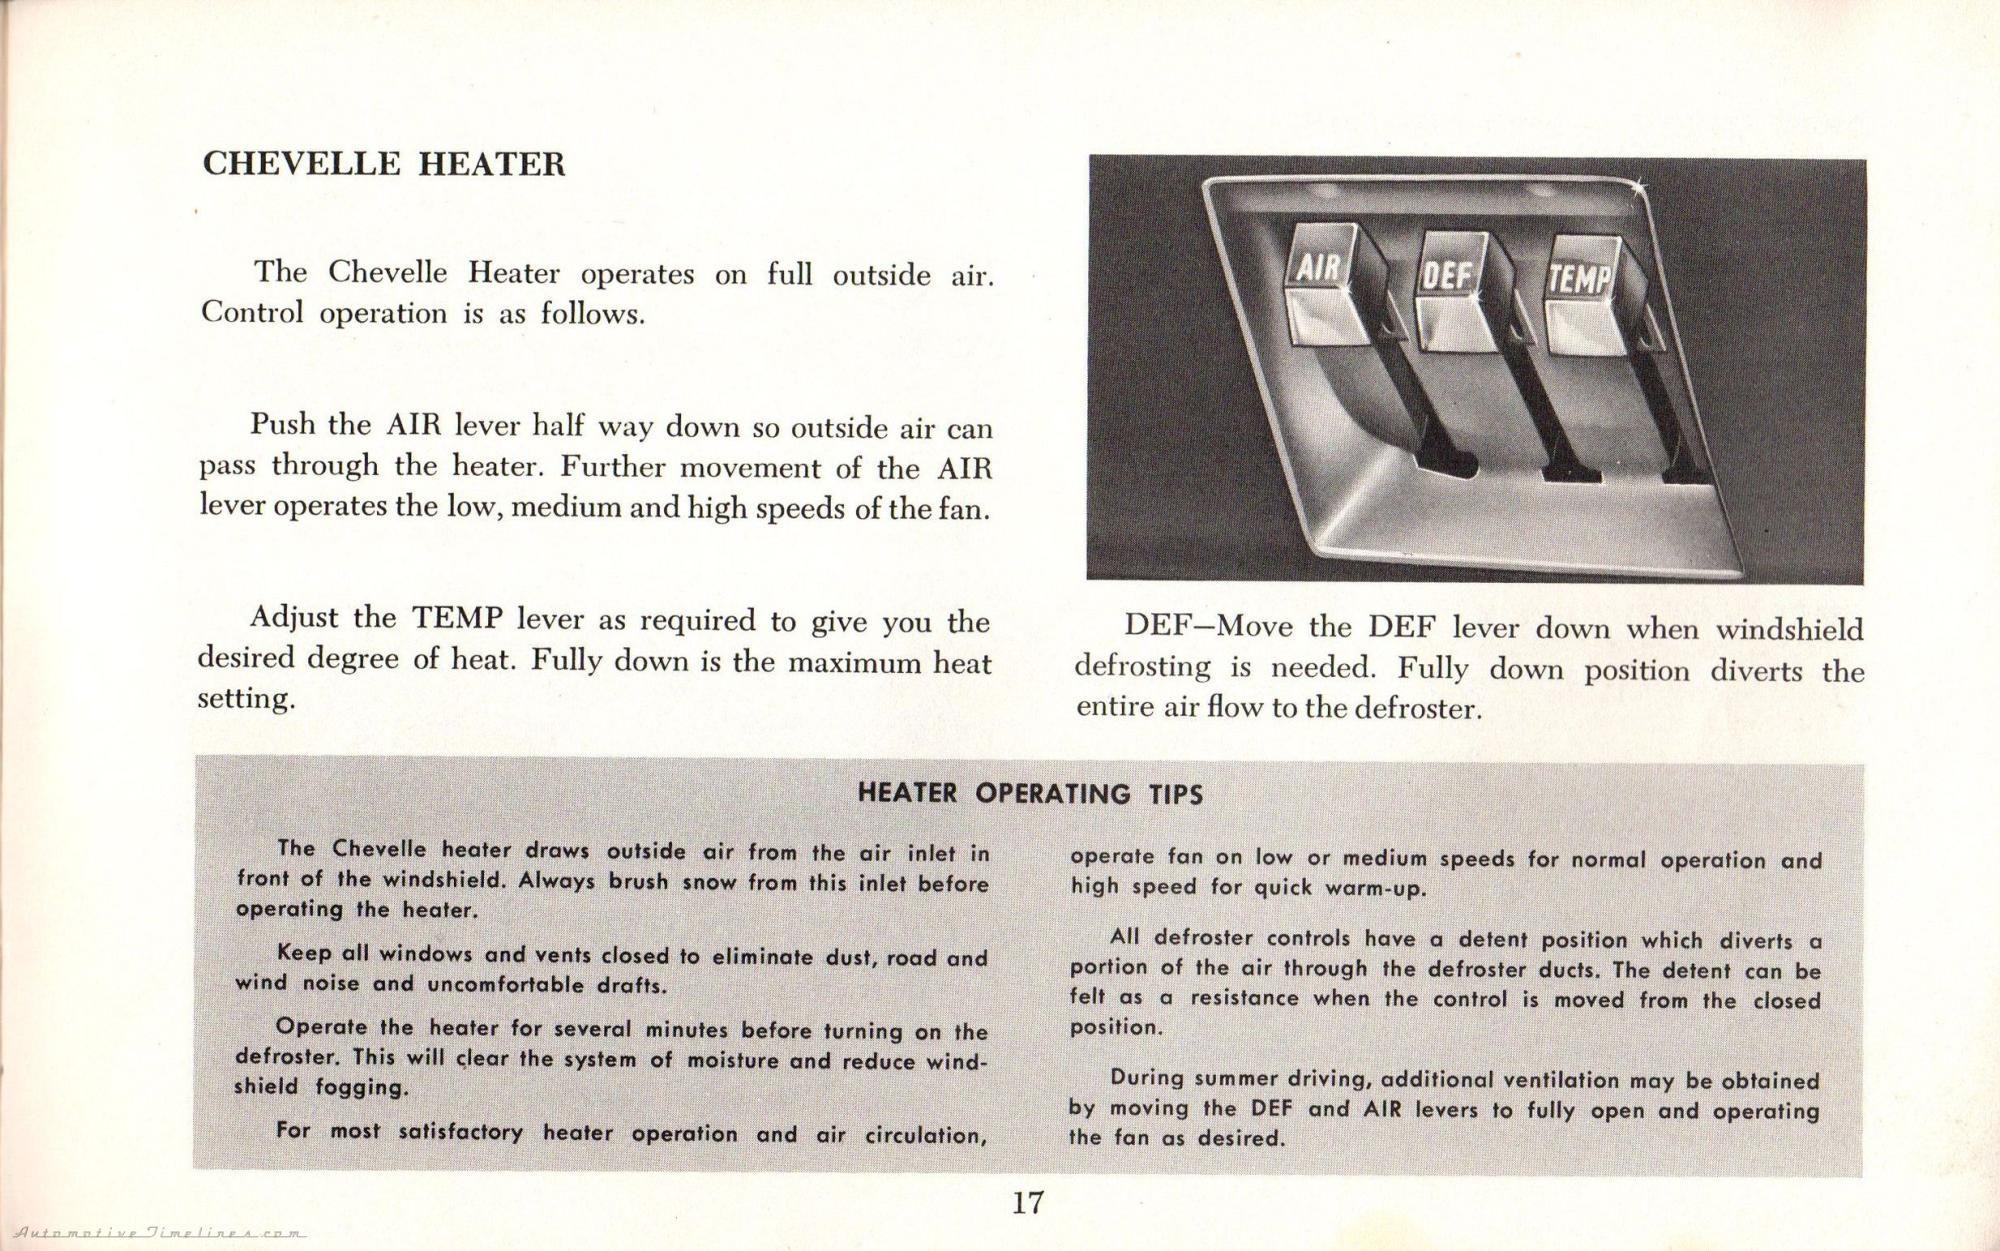 CHEVELLE HEATER
The Chevelle Heater operates on full outside air.
Control operation is as follows.
Push the AIR lever half way down so outside air can
pass through the heater. Further movement of the AIR
lever operates the low, medium and high speeds of the fan.
Adjust the TEMP lever as required to give you the
desired degree of heat. Fully down is the maximum heat
setting.
AIR
DEF
TEMP
DEF—Move the DEF lever down when windshield
defrosting is needed. Fully down position diverts the
entire air flow to the defroster.
HEATER OPERATING TIPS
The Chevelle heater draws outside air from the air inlet in
front of the windshield. Always brush snow from this inlet before
operating the heater.
Keep all windows and vents closed to eliminate dust, road and
wind noise and uncomfortable drafts.
Operate the heater for several minutes before turning on the
defroster. This will clear the system of moisture and reduce wind-
shield fogging.
For most satisfactory heater operation and air circulation,
operate fan on low or medium speeds for normal operation and
high speed for quick warm-up.
All defroster controls have a detent position which diverts a
portion of the air through the defroster ducts. The detent can be
felt as a resistance when the control is moved from the closed
position.
During summer driving, additional ventilation may be obtained
by moving the DEF and AIR levers to fully open and operating
the fan as desired.
17
AutomotiveTimelines.com